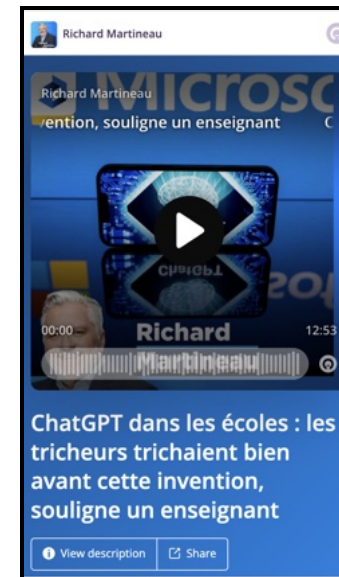 Richard Martineau
Microso
Richard Martineau
vention, souligne un enseignant C
ChatGPT
sof
00:00
Richard
12:53
Martineau
ChatGPT dans les écoles : les
tricheurs trichaient bien
avant cette invention,
souligne un enseignant
View description
Share